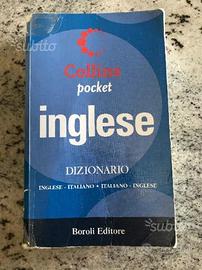 subito
Collins
pocket
inglese
DIZIONARIO
INGLESE - ITALIANO • ITALIANO - INGLESE
Boroli Editore
subito